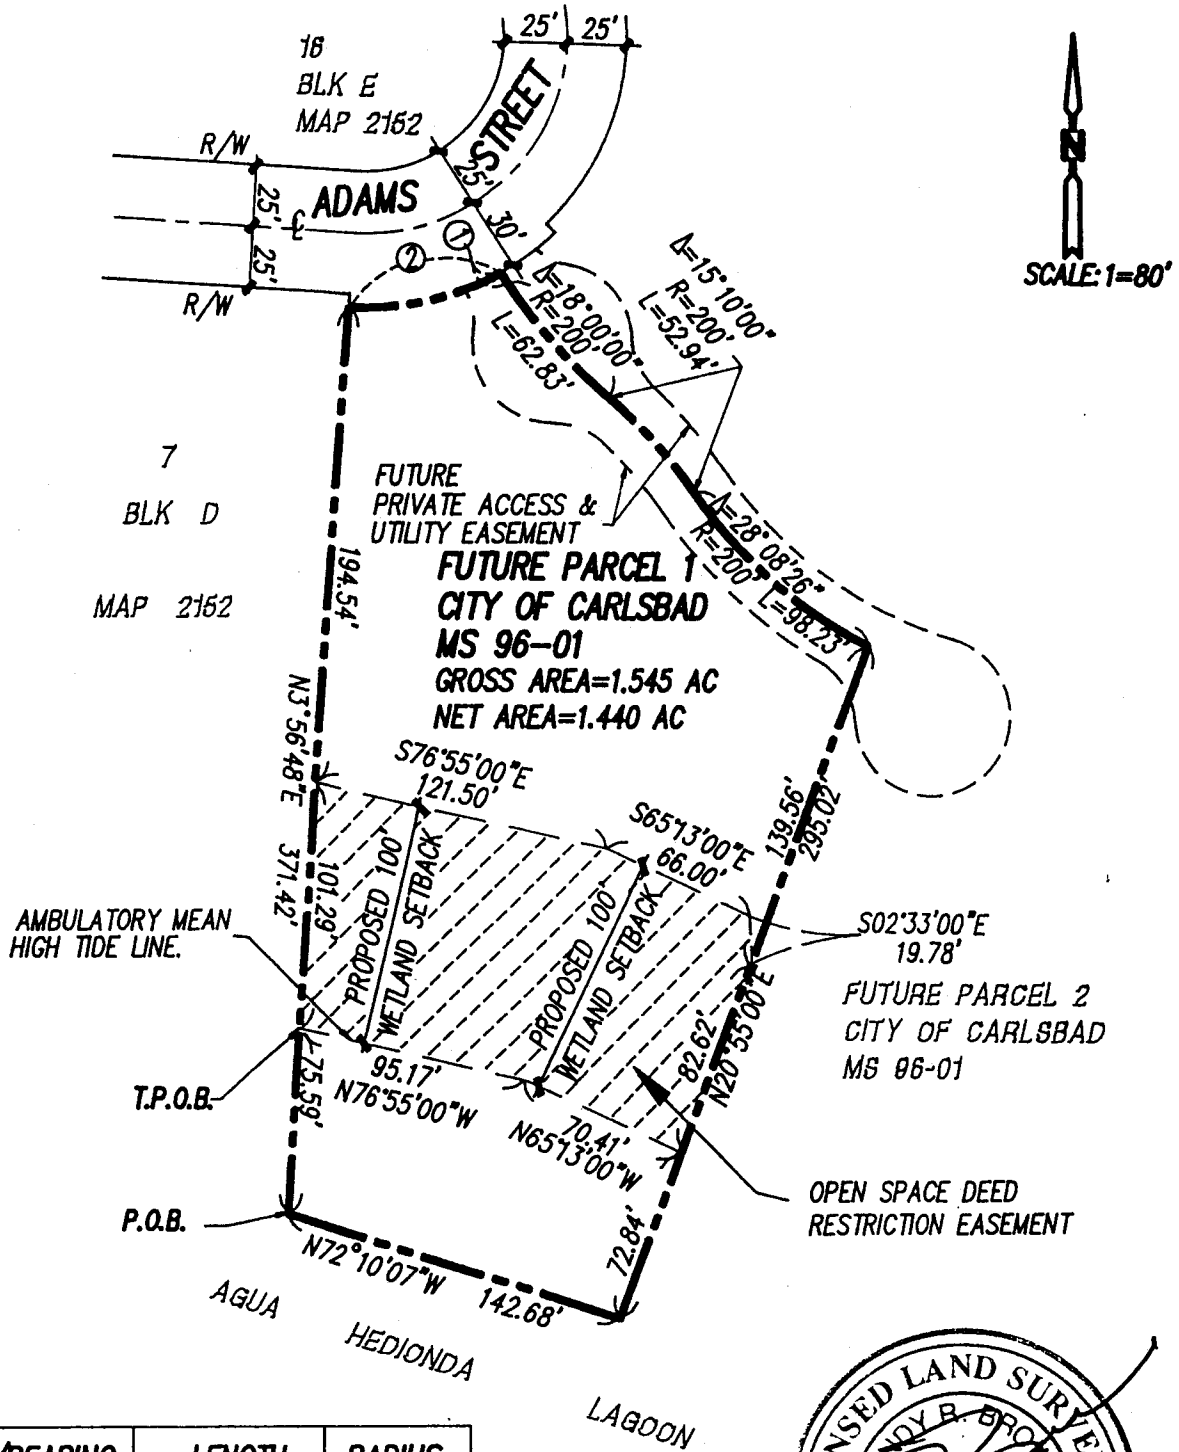 25' 25'
16
BLK E
MAP 2152
STREET
R/W
25'
ADAMS
25'
30'
25'
R/W
1
2
N
SCALE: 1=80'
Δ=15°10'00"
R=200'
L=52.94'
Δ=18°00'00"
R=200'
L=62.83'
7
BLK D
MAP 2152
FUTURE
PRIVATE ACCESS &
UTILITY EASEMENT
Δ=28°08'26"
R=200'
L=98.23'
FUTURE PARCEL 1
CITY OF CARLSBAD
MS 96-01
GROSS AREA=1.545 AC
NET AREA=1.440 AC
194.54'
N3°56'48"E 371.42'
S76°55'00"E
121.50'
S65°13'00"E
66.00'
139.56'
295.02'
101.29'
PROPOSED 100'
WETLAND SETBACK
PROPOSED 100'
WETLAND SETBACK
AMBULATORY MEAN
HIGH TIDE LINE.
S02°33'00"E
19.78'
FUTURE PARCEL 2
CITY OF CARLSBAD
MS 96-01
82.62'
N20°55'00"E
95.17'
N76°55'00"W
70.41'
N65°13'00"W
T.P.O.B.
75.59'
OPEN SPACE DEED
RESTRICTION EASEMENT
P.O.B.
72.84'
N72°10'07"W
142.68'
AGUA HEDIONDA LAGOON
LAND
R.
BEARING LENGTH RADIUS